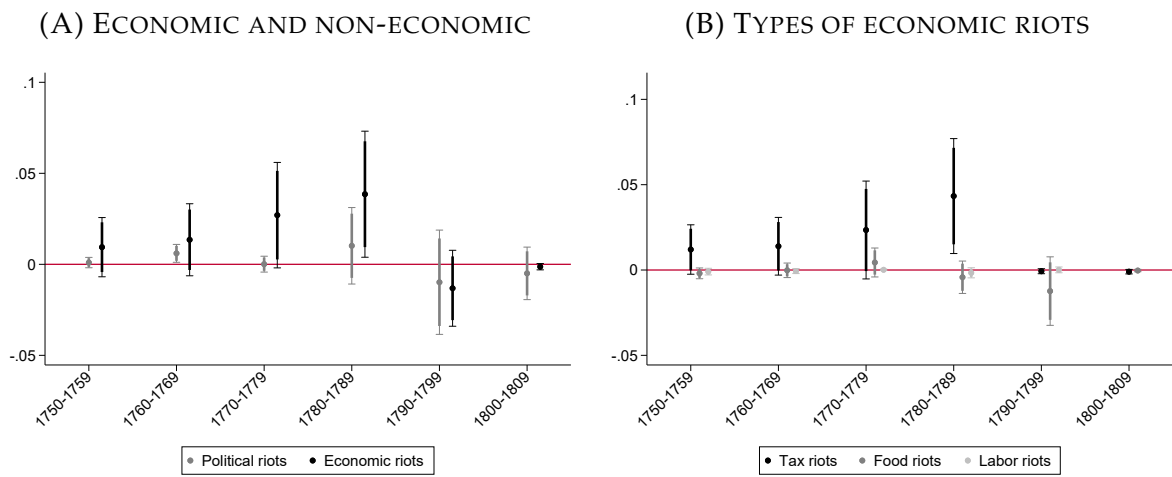 (A) ECONOMIC AND NON-ECONOMIC
.1
.05
0
-.05
1750-1759
1760-1769
1770-1779
1780-1789
1790-1799
1800-1809
Political riots
Economic riots
(B) TYPES OF ECONOMIC RIOTS
.1
.05
0
-.05
1750-1759
1760-1769
1770-1779
1780-1789
1790-1799
1800-1809
Tax riots
Food riots
Labor riots